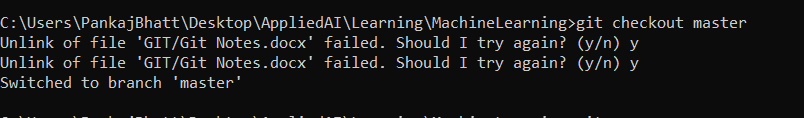 C:\Users\PankajBhatt\Desktop\AppliedAI\Learning\MachineLearning>git checkout master
Unlink of file 'GIT/Git Notes.docx' failed. Should I try again? (y/n) y
Unlink of file 'GIT/Git Notes.docx' failed. Should I try again? (y/n) y
Switched to branch 'master'